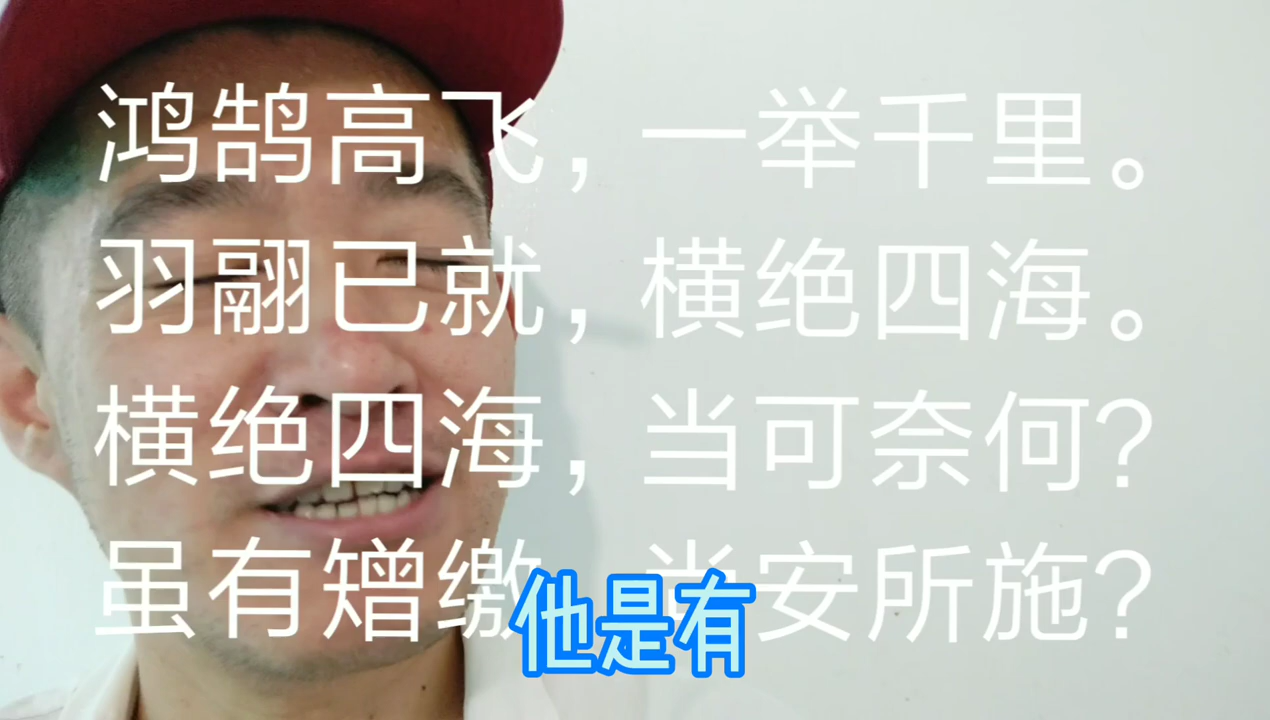 鸿鹄高飞，一举千里。
羽翮已就，横绝四海。
横绝四海，当可奈何?
虽有矰缴 当安所施?
他是有